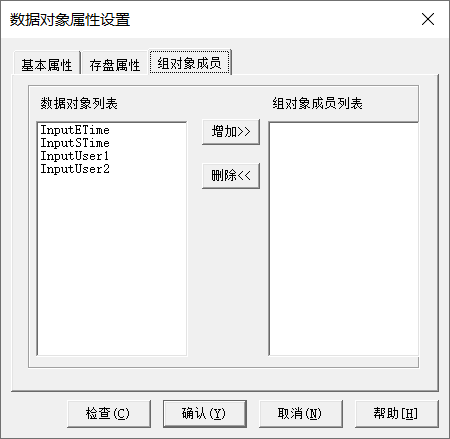 数据对象属性设置
基本属性 存盘属性 组对象成员
数据对象列表 组对象成员列表
InputETime
InputSTime
InputUser1
InputUser2
增加>>
删除<<
检查(C) 确认(Y) 取消(N) 帮助[H]